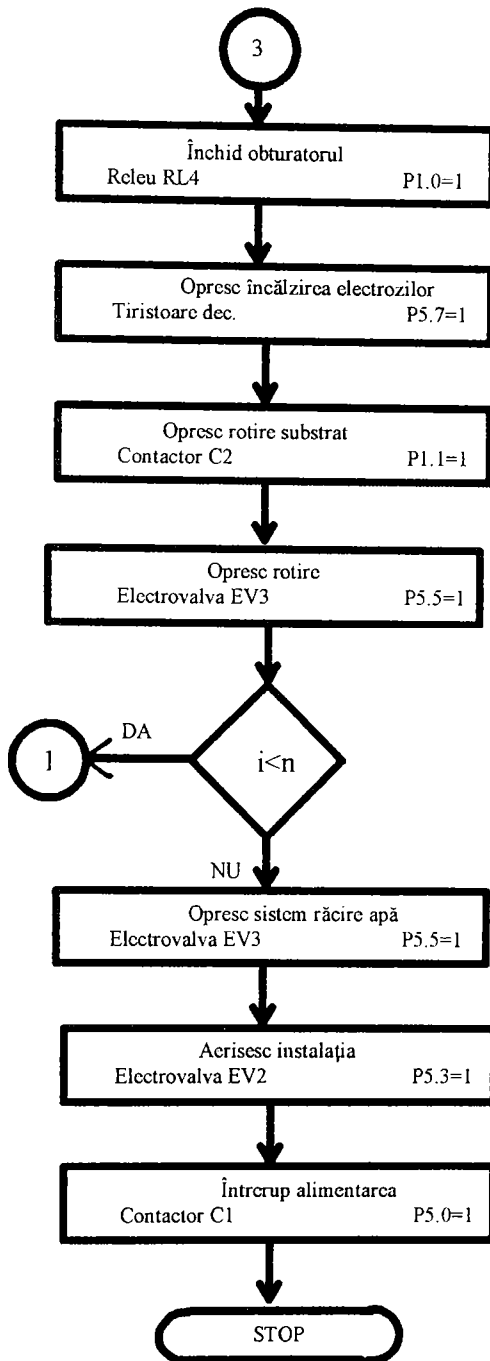 3
Închid obturatorul
Releu RL4 P1.0=1
Opresc încălzirea electrozilor
Tiristoare dec. P5.7=1
Opresc rotire substrat
Contactor C2 P1.1=1
Opresc rotire
Electrovalva EV3 P5.5=1
DA
1
i<n
NU
Opresc sistem răcire apă
Electrovalva EV3 P5.5=1
Aerisesc instalația
Electrovalva EV2 P5.3=1
Întrerup alimentarea
Contactor C1 P5.0=1
STOP